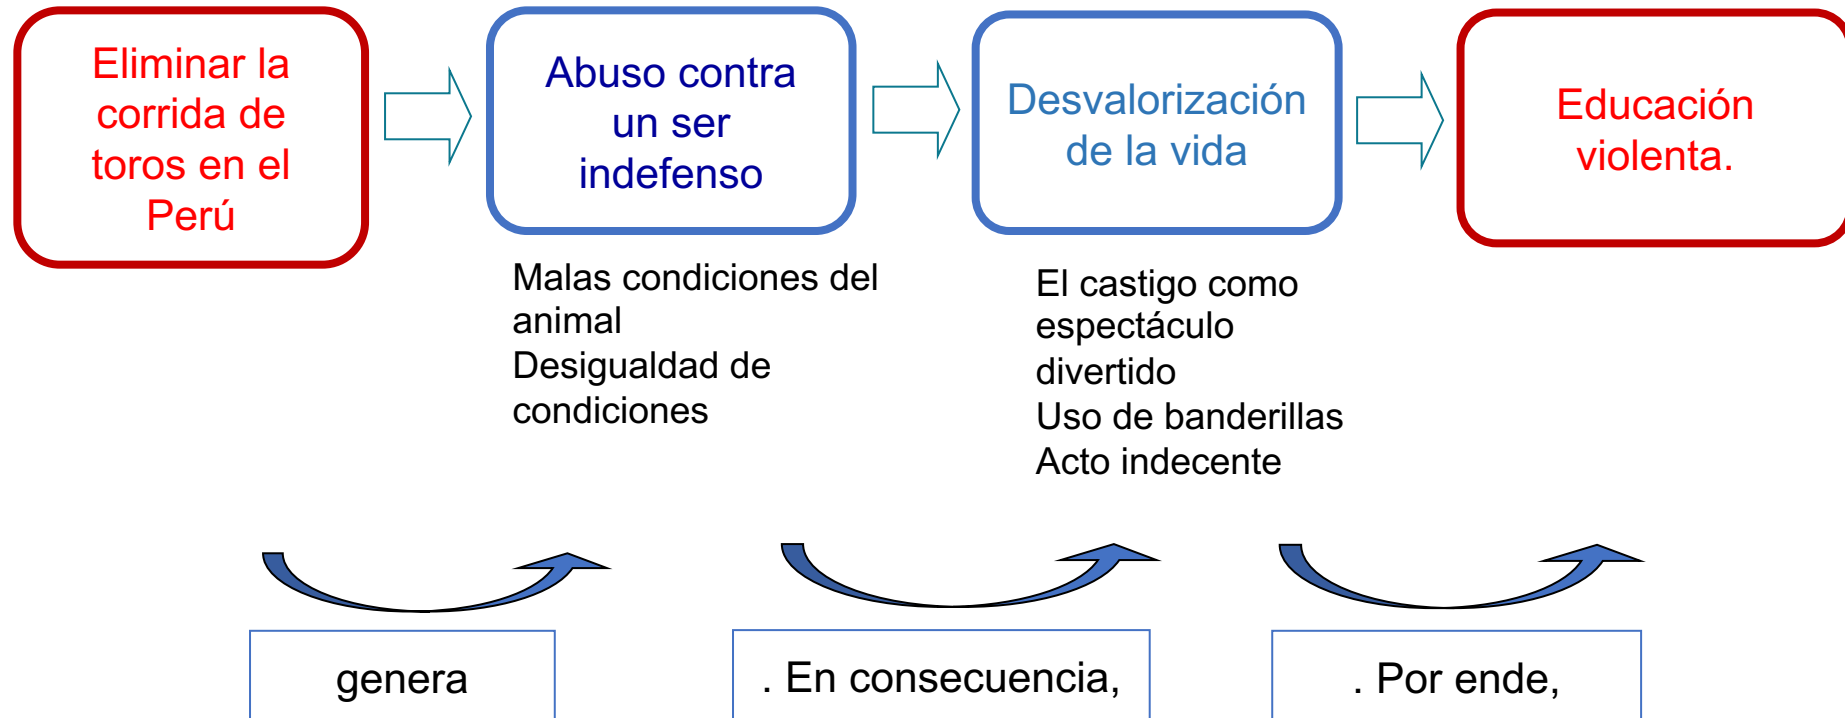 Eliminar la
corrida de
toros en el
Perú
Abuso contra
un ser
indefenso
Desvalorización
de la vida
Educación
violenta.
Malas condiciones del
animal
Desigualdad de
condiciones
El castigo como
espectáculo
divertido
Uso de banderillas
Acto indecente
genera
. En consecuencia,
. Por ende,